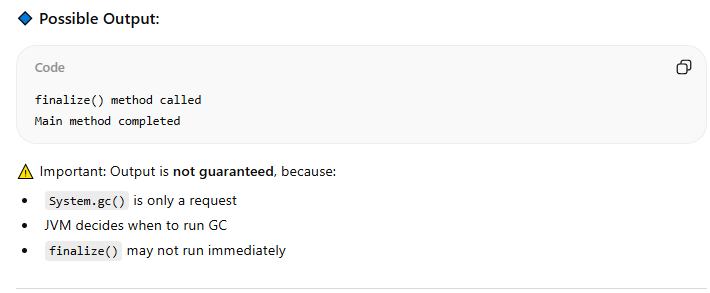 🔷 Possible Output:
Code
finalize() method called
Main method completed
⚠️ Important: Output is not guaranteed, because:
• System.gc() is only a request
• JVM decides when to run GC
• finalize() may not run immediately